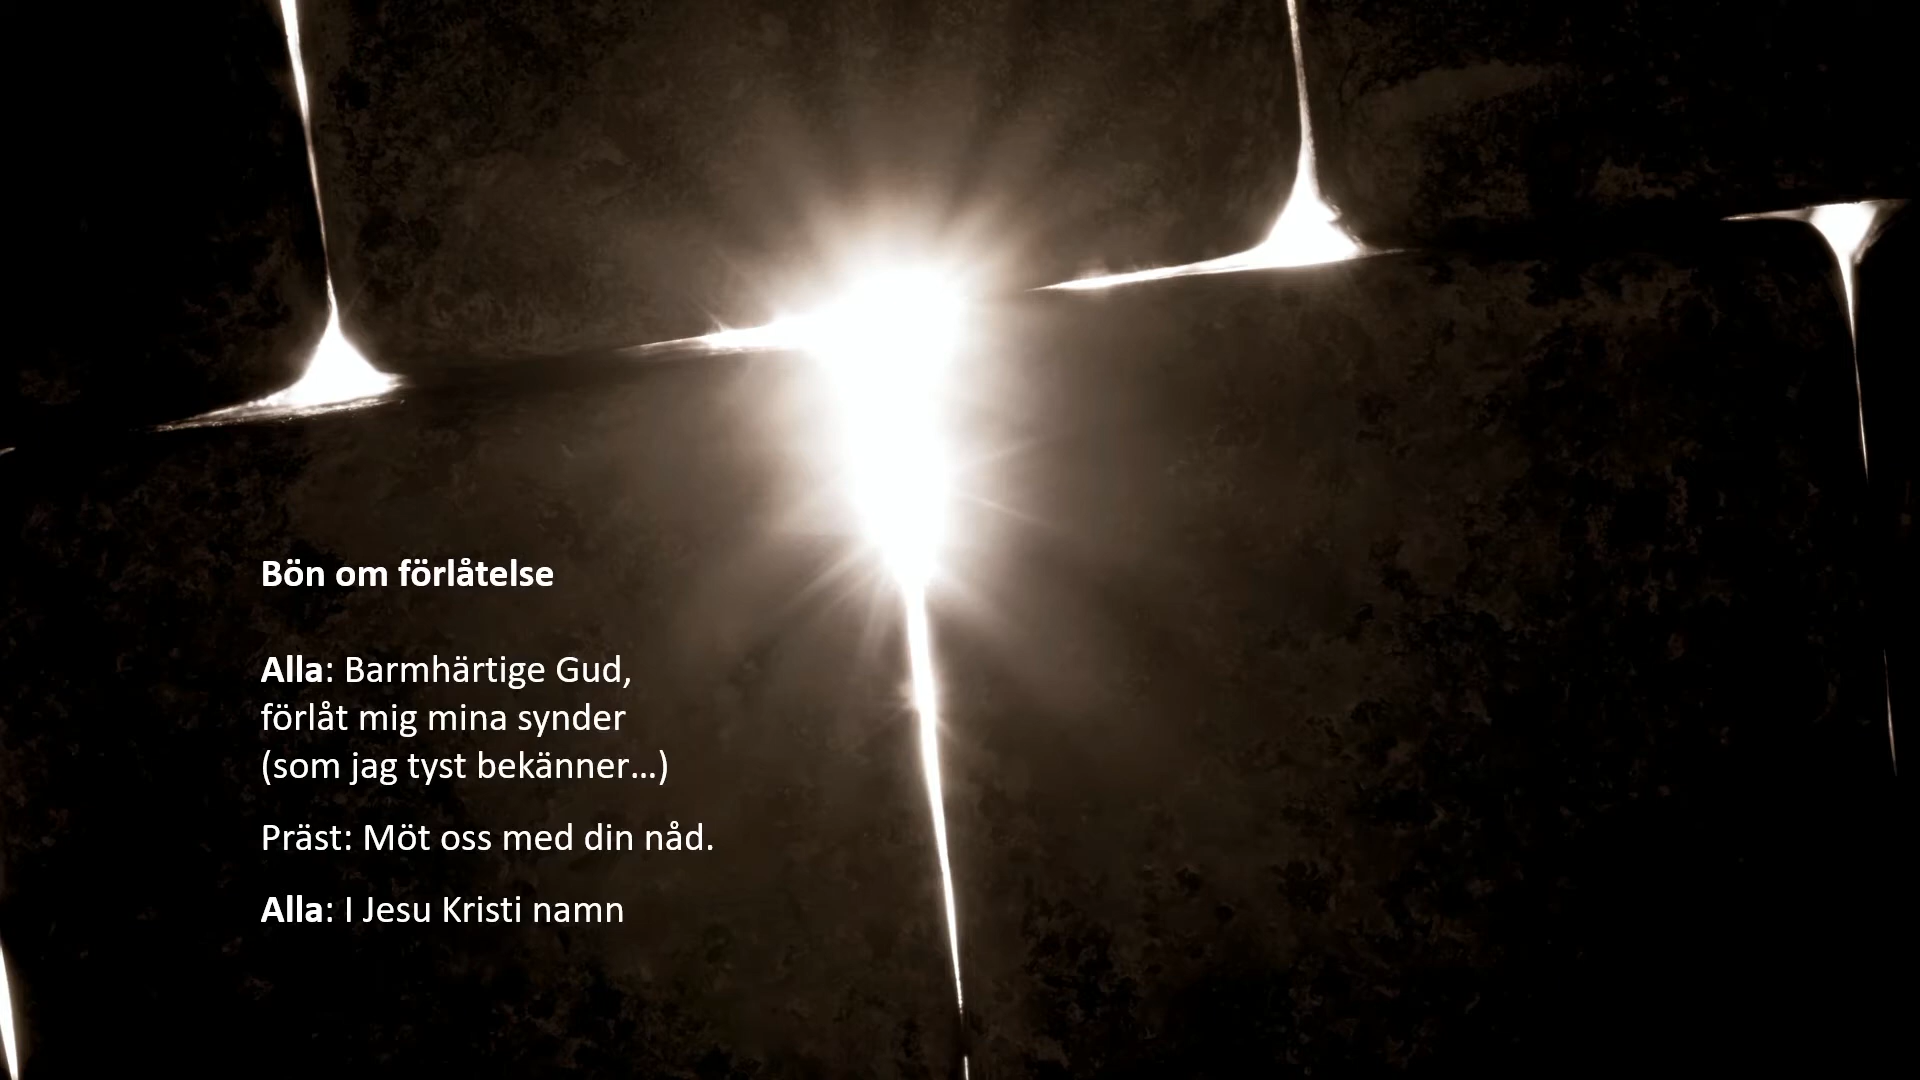 Bön om förlåtelse
Alla: Barmhärtige Gud,
förlåt mig mina synder
(som jag tyst bekänner…)
Präst: Möt oss med din nåd.
Alla: I Jesu Kristi namn